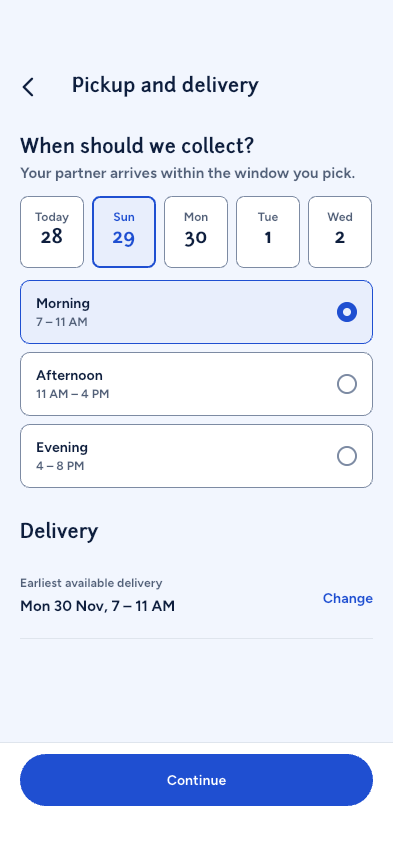 Pickup and delivery
When should we collect?
Your partner arrives within the window you pick.
Today Sun Mon Tue Wed
28 29 30 1 2
Morning
7 – 11 AM
Afternoon
11 AM – 4 PM
Evening
4 – 8 PM
Delivery
Earliest available delivery
Mon 30 Nov, 7 – 11 AM
Change
Continue